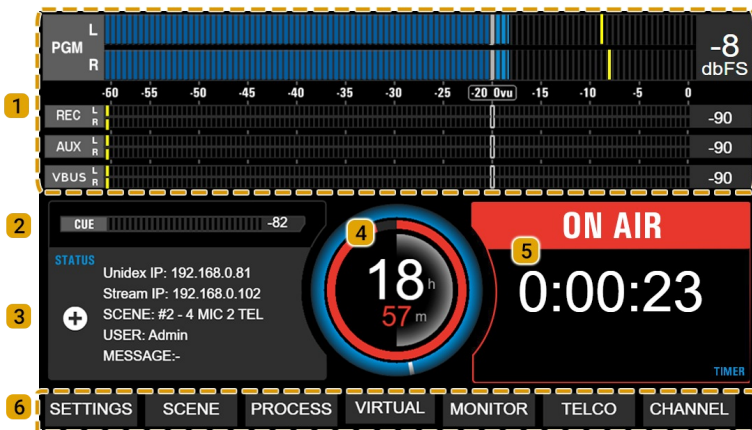 L
PGM
R
-8
dbFS
-60 -55 -50 -45 -40 -35 -30 -25 -20 0vu -15 -10 -5 0
1
REC L R -90
AUX L R -90
VBUS L R -90
2
CUE -82
4
ON AIR
5
STATUS
Unidex IP: 192.168.0.81
Stream IP: 192.168.0.102
3
SCENE: #2 - 4 MIC 2 TEL
USER: Admin
MESSAGE:-
18 h
57 m
0:00:23
TIMER
6
SETTINGS SCENE PROCESS VIRTUAL MONITOR TELCO CHANNEL